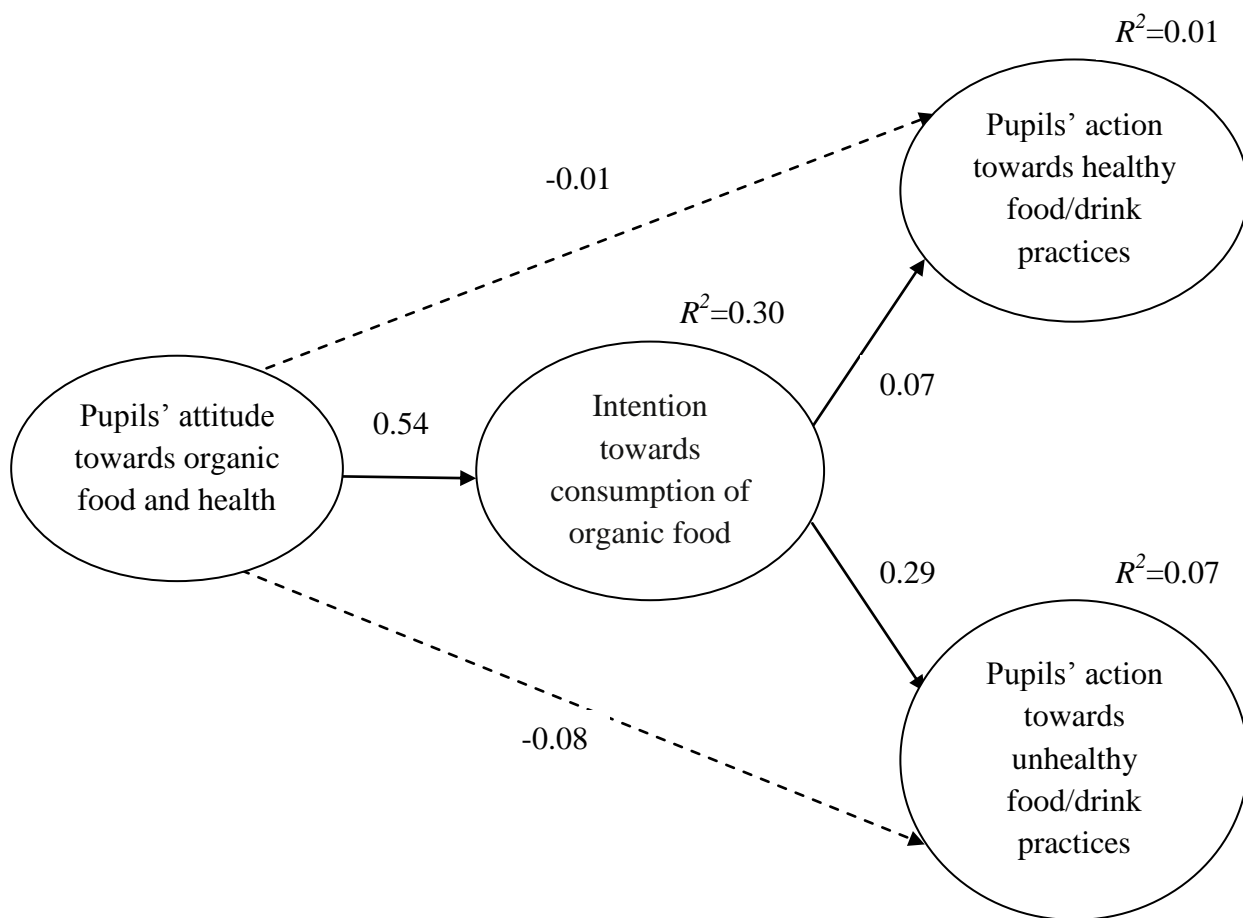 R²=0.01
Pupils’ action
towards healthy
food/drink
practices
-0.01
R²=0.30
Pupils’ attitude
towards organic
food and health
0.54
Intention
towards
consumption of
organic food
0.07
0.29
R²=0.07
Pupils’ action
towards
unhealthy
food/drink
practices
-0.08